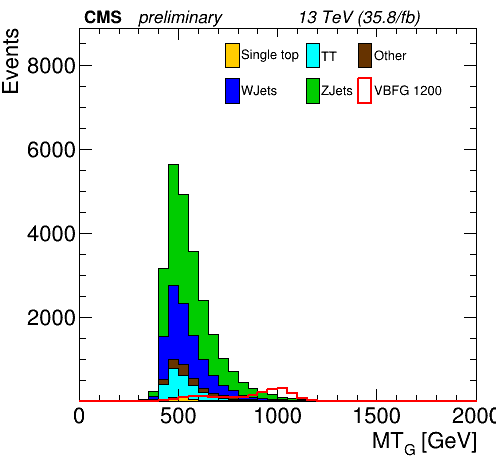 CMS preliminary 13 TeV (35.8/fb)
Events
Single top TT Other
WJets ZJets VBFG 1200
8000
6000
4000
2000
0 500 1000 1500 2000
MT_G [GeV]